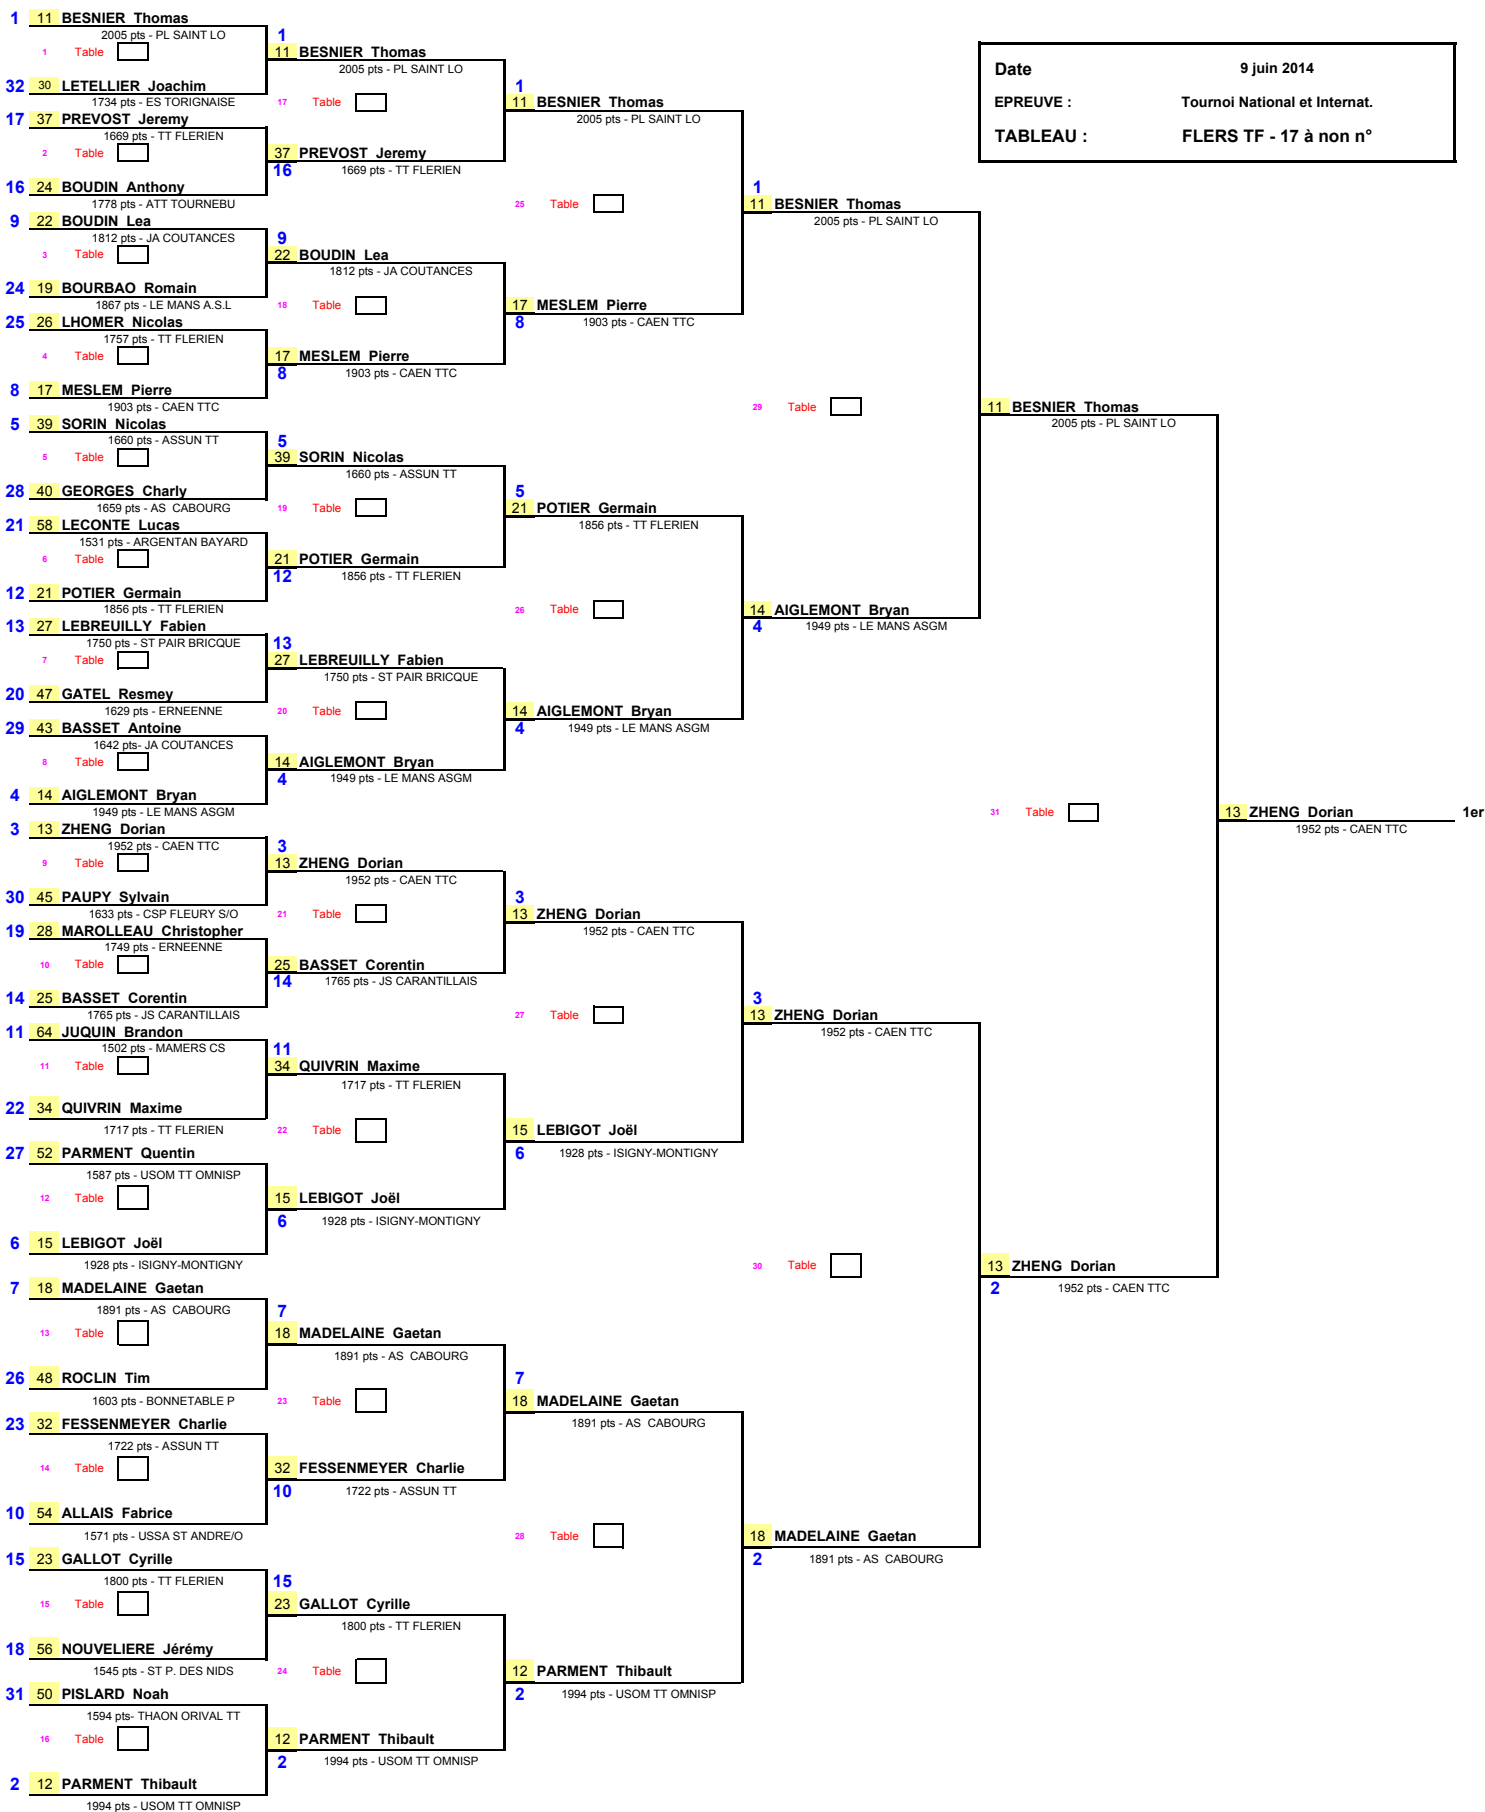 1 11 BESNIER Thomas
2005 pts - PL SAINT LO
1 Table
32 30 LETELLIER Joachim
1734 pts - ES TORIGNAISE
17 37 PREVOST Jeremy
1669 pts - TT FLERIEN
2 Table
16 24 BOUDIN Anthony
1778 pts - ATT TOURNEBU
9 22 BOUDIN Lea
1812 pts - JA COUTANCES
3 Table
24 19 BOURBAO Romain
1867 pts - LE MANS A.S.L
25 26 LHOMER Nicolas
1757 pts - TT FLERIEN
4 Table
8 17 MESLEM Pierre
1903 pts - CAEN TTC
5 39 SORIN Nicolas
1660 pts - ASSUN TT
5 Table
28 40 GEORGES Charly
1659 pts - AS CABOURG
21 58 LECONTE Lucas
1531 pts - ARGENTAN BAYARD
6 Table
12 21 POTIER Germain
1856 pts - TT FLERIEN
13 27 LEBREUILLY Fabien
1750 pts - ST PAIR BRICQUE
7 Table
20 47 GATEL Resmey
1629 pts - ERNEENNE
29 43 BASSET Antoine
1642 pts- JA COUTANCES
8 Table
4 14 AIGLEMONT Bryan
1949 pts - LE MANS ASGM
3 13 ZHENG Dorian
1952 pts - CAEN TTC
9 Table
30 45 PAUPY Sylvain
1633 pts - CSP FLEURY S/O
19 28 MAROLLEAU Christopher
1749 pts - ERNEENNE
10 Table
14 25 BASSET Corentin
1765 pts - JS CARANTILLAIS
11 64 JUQUIN Brandon
1502 pts - MAMERS CS
11 Table
22 34 QUIVRIN Maxime
1717 pts - TT FLERIEN
27 52 PARMENT Quentin
1587 pts - USOM TT OMNISP
12 Table
6 15 LEBIGOT Joël
1928 pts - ISIGNY-MONTIGNY
7 18 MADELAINE Gaetan
1891 pts - AS CABOURG
13 Table
26 48 ROCLIN Tim
1603 pts - BONNETABLE P
23 32 FESSENMEYER Charlie
1722 pts - ASSUN TT
14 Table
10 54 ALLAIS Fabrice
1571 pts - USSA ST ANDRE/O
15 23 GALLOT Cyrille
1800 pts - TT FLERIEN
15 Table
18 56 NOUVELIERE Jérémy
1545 pts - ST P. DES NIDS
31 50 PISLARD Noah
1594 pts- THAON ORIVAL TT
16 Table
2 12 PARMENT Thibault
1994 pts - USOM TT OMNISP
1
11 BESNIER Thomas
2005 pts - PL SAINT LO
17 Table
37 PREVOST Jeremy
16 1669 pts - TT FLERIEN
9
22 BOUDIN Lea
1812 pts - JA COUTANCES
18 Table
17 MESLEM Pierre
8 1903 pts - CAEN TTC
5
39 SORIN Nicolas
1660 pts - ASSUN TT
19 Table
21 POTIER Germain
12 1856 pts - TT FLERIEN
13
27 LEBREUILLY Fabien
1750 pts - ST PAIR BRICQUE
20 Table
14 AIGLEMONT Bryan
4 1949 pts - LE MANS ASGM
3
13 ZHENG Dorian
1952 pts - CAEN TTC
21 Table
25 BASSET Corentin
14 1765 pts - JS CARANTILLAIS
11
34 QUIVRIN Maxime
1717 pts - TT FLERIEN
22 Table
15 LEBIGOT Joël
6 1928 pts - ISIGNY-MONTIGNY
7
18 MADELAINE Gaetan
1891 pts - AS CABOURG
23 Table
32 FESSENMEYER Charlie
10 1722 pts - ASSUN TT
15
23 GALLOT Cyrille
1800 pts - TT FLERIEN
24 Table
12 PARMENT Thibault
2 1994 pts - USOM TT OMNISP
1
11 BESNIER Thomas
2005 pts - PL SAINT LO
25 Table
17 MESLEM Pierre
8 1903 pts - CAEN TTC
5
21 POTIER Germain
1856 pts - TT FLERIEN
26 Table
14 AIGLEMONT Bryan
4 1949 pts - LE MANS ASGM
3
13 ZHENG Dorian
1952 pts - CAEN TTC
27 Table
15 LEBIGOT Joël
6 1928 pts - ISIGNY-MONTIGNY
7
18 MADELAINE Gaetan
1891 pts - AS CABOURG
28 Table
12 PARMENT Thibault
2 1994 pts - USOM TT OMNISP
1
11 BESNIER Thomas
2005 pts - PL SAINT LO
29 Table
14 AIGLEMONT Bryan
4 1949 pts - LE MANS ASGM
3
13 ZHENG Dorian
1952 pts - CAEN TTC
30 Table
18 MADELAINE Gaetan
2 1891 pts - AS CABOURG
Date 9 juin 2014
EPREUVE : Tournoi National et Internat.
TABLEAU : FLERS TF - 17 à non n°
11 BESNIER Thomas
2005 pts - PL SAINT LO
31 Table
13 ZHENG Dorian
2 1952 pts - CAEN TTC
13 ZHENG Dorian 1er
1952 pts - CAEN TTC